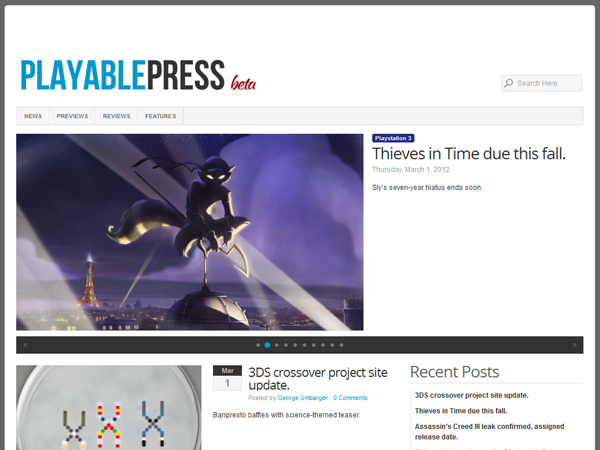 PLAYABLEPRESS beta
Search Here
NEWS PREVIEWS REVIEWS FEATURES
Playstation 3
Thieves in Time due this fall.
Thursday, March 1, 2012
Sly's seven-year hiatus ends soon.
Mar
1
3DS crossover project site
update.
Posted by George Umbarger 0 Comments
Banpresto baffles with science-themed teaser.
Recent Posts
3DS crossover project site update.
Thieves in Time due this fall.
Assassin's Creed III leak confirmed, assigned
release date.